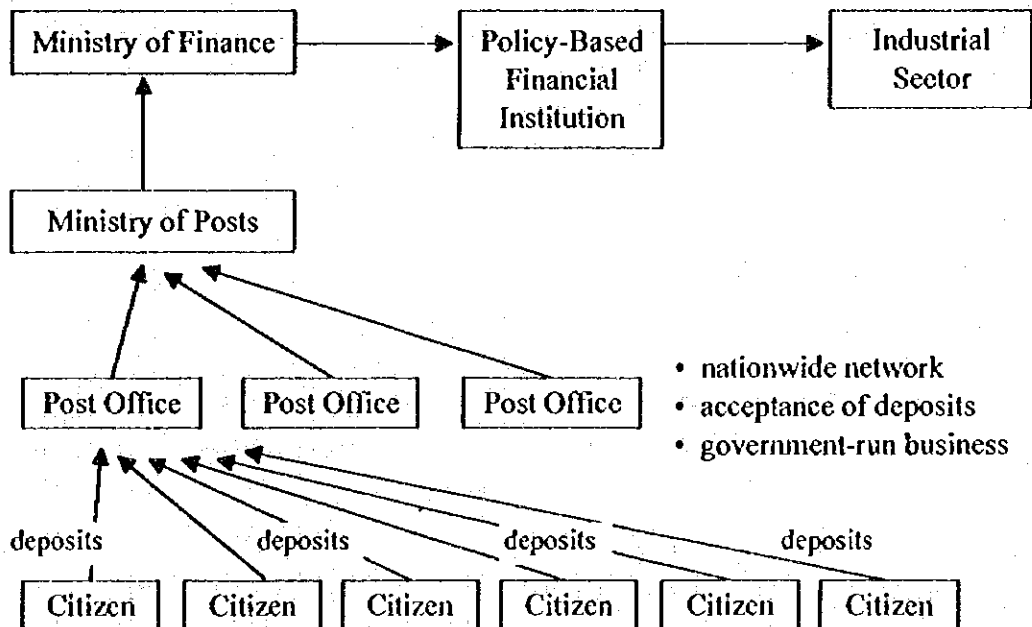 Ministry of Finance
Policy-Based
Financial
Institution
Industrial
Sector
Ministry of Posts
Post Office
Post Office
Post Office
• nationwide network
• acceptance of deposits
• government-run business
deposits
deposits
deposits
deposits
Citizen
Citizen
Citizen
Citizen
Citizen
Citizen